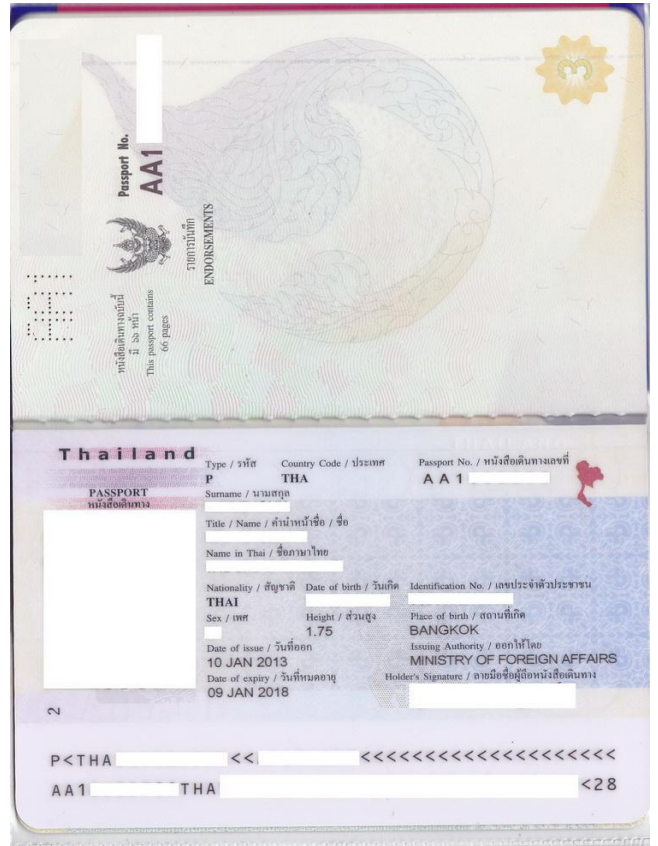 Passport No.
AA1
รายการบันทึก
ENDORSEMENTS
หนังสือเดินทางฉบับนี้
มี ๖๖ หน้า
This passport contains
66 pages
AA1
3
Thailand
PASSPORT
หนังสือเดินทาง
Type / รหัส Country Code / ประเทศ Passport No. / หนังสือเดินทางเลขที่
P THA AA1
Surname / นามสกุล
Title / Name / คำนำหน้าชื่อ / ชื่อ
Name in Thai / ชื่อภาษาไทย
Nationality / สัญชาติ Date of birth / วันเกิด Identification No. / เลขประจำตัวประชาชน
THAI
Sex / เพศ Height / ส่วนสูง Place of birth / สถานที่เกิด
1.75 BANGKOK
Date of issue / วันที่ออก Issuing Authority / ออกให้โดย
10 JAN 2013 MINISTRY OF FOREIGN AFFAIRS
Date of expiry / วันที่หมดอายุ Holder's Signature / ลายมือชื่อผู้ถือหนังสือเดินทาง
09 JAN 2018
2
P<THA << <<<<<<<<<<<<<<<<<<<<<
AA1 THA <28